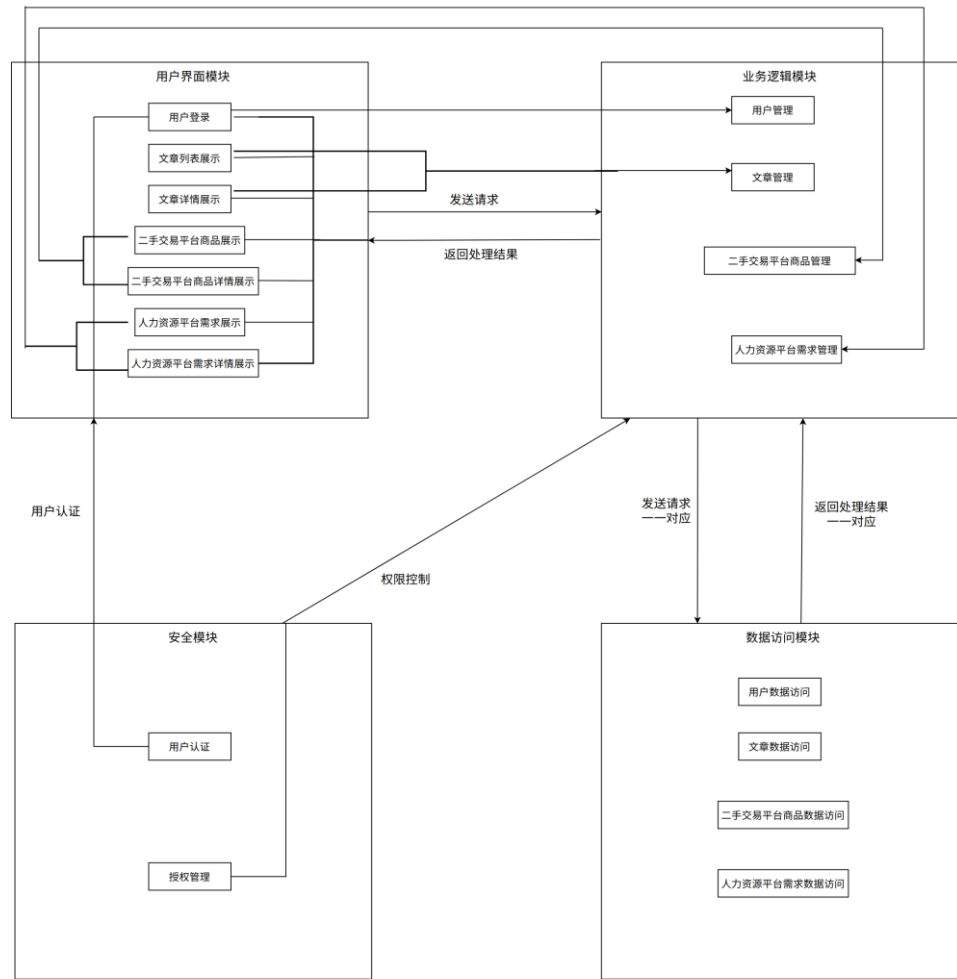 用户界面模块
用户登录
文章列表展示
文章详情展示
二手交易平台商品展示
二手交易平台商品详情展示
人力资源平台需求展示
人力资源平台需求详情展示
发送请求
返回处理结果
业务逻辑模块
用户管理
文章管理
二手交易平台商品管理
人力资源平台需求管理
用户认证
权限控制
发送请求
一一对应
返回处理结果
一一对应
安全模块
用户认证
授权管理
数据访问模块
用户数据访问
文章数据访问
二手交易平台商品数据访问
人力资源平台需求数据访问